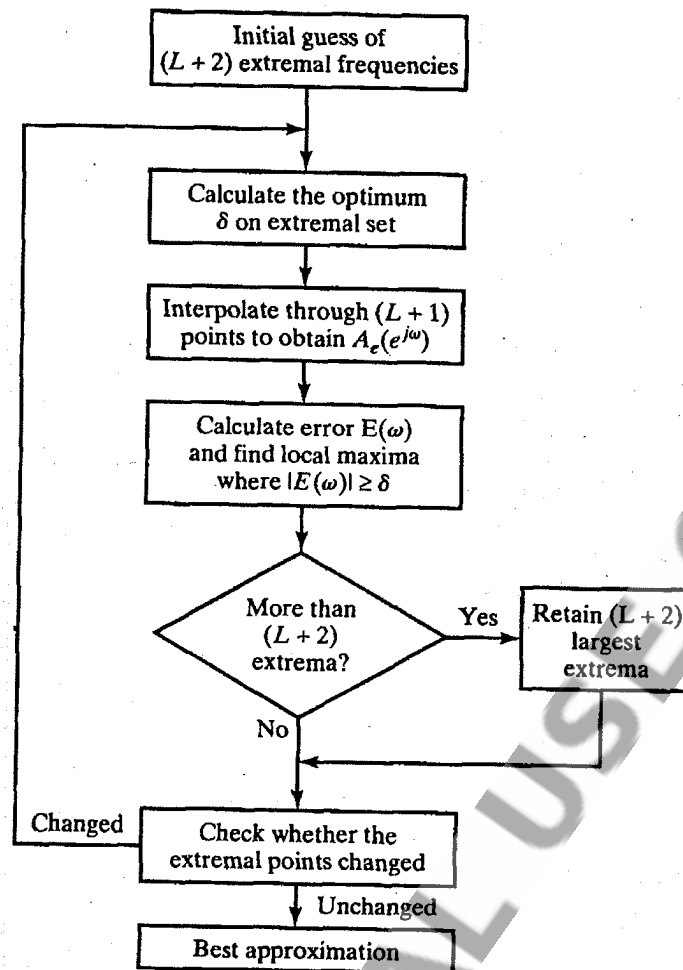 Initial guess of
(L + 2) extremal frequencies
Calculate the optimum
δ on extremal set
Interpolate through (L + 1)
points to obtain A_e(e^{jω})
Calculate error E(ω)
and find local maxima
where |E(ω)| ≥ δ
More than
(L + 2)
extrema?
Yes
Retain (L + 2)
largest
extrema
No
Changed
Check whether the
extremal points changed
Unchanged
Best approximation
AL USE